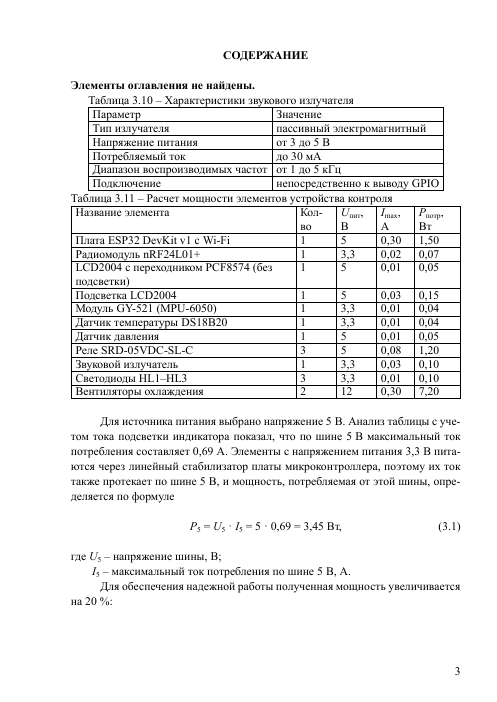 СОДЕРЖАНИЕ
Элементы оглавления не найдены.
Таблица 3.10 – Характеристики звукового излучателя
Параметр Значение
Тип излучателя пассивный электромагнитный
Напряжение питания от 3 до 5 В
Потребляемый ток до 30 мА
Диапазон воспроизводимых частот от 1 до 5 кГц
Подключение непосредственно к выводу GPIO
Таблица 3.11 – Расчет мощности элементов устройства контроля
Название элемента Кол- Uпит, Imax, Pпотр,
во В А Вт
Плата ESP32 DevKit v1 с Wi-Fi 1 5 0,30 1,50
Радиомодуль nRF24L01+ 1 3,3 0,02 0,07
LCD2004 с переходником PCF8574 (без 1 5 0,01 0,05
подсветки)
Подсветка LCD2004 1 5 0,03 0,15
Модуль GY-521 (MPU-6050) 1 3,3 0,01 0,04
Датчик температуры DS18B20 1 3,3 0,01 0,04
Датчик давления 1 5 0,01 0,05
Реле SRD-05VDC-SL-C 3 5 0,08 1,20
Звуковой излучатель 1 3,3 0,03 0,10
Светодиоды HL1–HL3 3 3,3 0,01 0,10
Вентиляторы охлаждения 2 12 0,30 7,20
Для источника питания выбрано напряжение 5 В. Анализ таблицы с уче-
том тока подсветки индикатора показал, что по шине 5 В максимальный ток
потребления составляет 0,69 А. Элементы с напряжением питания 3,3 В пита-
ются через линейный стабилизатор платы микроконтроллера, поэтому их ток
также протекает по шине 5 В, и мощность, потребляемая от этой шины, опре-
деляется по формуле
P5 = U5 · I5 = 5 · 0,69 = 3,45 Вт, (3.1)
где U5 – напряжение шины, В;
I5 – максимальный ток потребления по шине 5 В, А.
Для обеспечения надежной работы полученная мощность увеличивается
на 20 %:
3